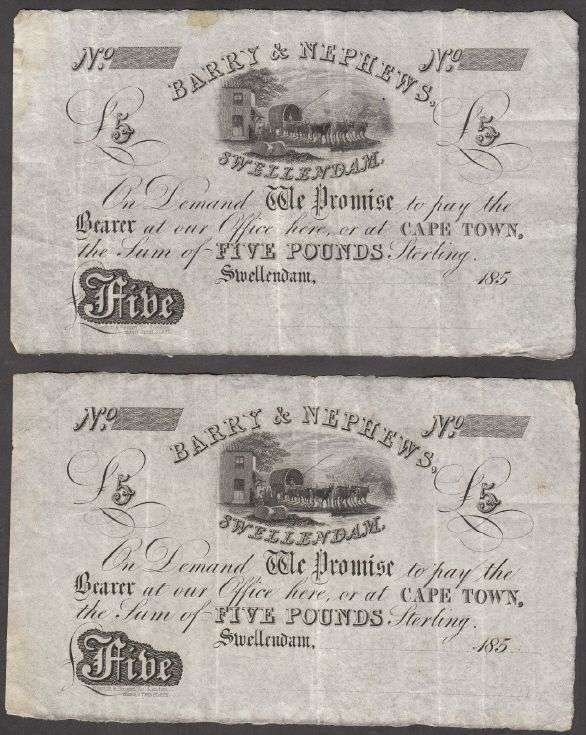 No. No.
BARRY & NEPHEWS,
£5 £5
SWELLENDAM.
On Demand We Promise to pay the
Bearer at our Office here, or at CAPE TOWN,
the Sum of FIVE POUNDS Sterling.
Swellendam, 185
Five
No. No.
BARRY & NEPHEWS,
£5 £5
SWELLENDAM.
On Demand We Promise to pay the
Bearer at our Office here, or at CAPE TOWN,
the Sum of FIVE POUNDS Sterling.
Swellendam, 185
Five